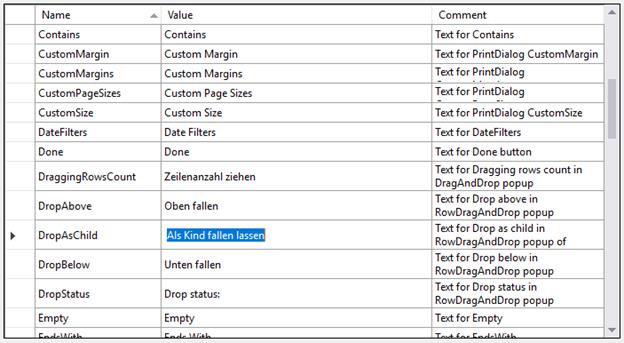 Name Value Comment
Contains Contains Text for Contains
CustomMargin Custom Margin Text for PrintDialog CustomMargin
CustomMargins Custom Margins Text for PrintDialog
CustomPageSizes Custom Page Sizes Text for PrintDialog
CustomSize Custom Size Text for PrintDialog CustomSize
DateFilters Date Filters Text for DateFilters
Done Done Text for Done button
DraggingRowsCount Zeilenanzahl ziehen Text for Dragging rows count in
DragAndDrop popup
DropAbove Oben fallen Text for Drop above in
RowDragAndDrop popup
DropAsChild Als Kind fallen lassen Text for Drop as child in
RowDragAndDrop popup of
DropBelow Unten fallen Text for Drop below in
RowDragAndDrop popup
DropStatus Drop status: Text for Drop status in
RowDragAndDrop popup
Empty Empty Text for Empty
EndsWith Ends With Text for EndsWith